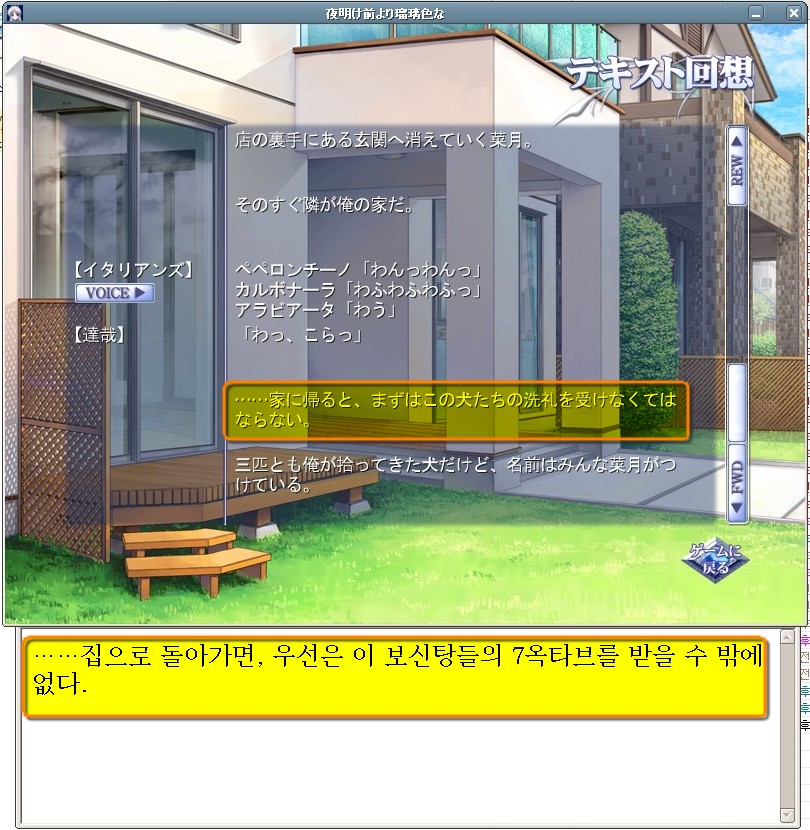 夜明け前より瑠璃色な
テキスト回想
店の裏手にある玄関へ消えていく菜月。
そのすぐ隣が俺の家だ。
【イタリアンズ】
VOICE
ペペロンチーノ「わんっわんっ」
カルボナーラ「わふわふわふっ」
アラビアータ「わう」
【達哉】
「わっ、こらっ」
……家に帰ると、まずはこの犬たちの洗礼を受けなくては
ならない。
三匹とも俺が拾ってきた犬だけど、名前はみんな菜月がつ
けている。
REW
FWD
ゲームに
戻る
……집으로 돌아가면, 우선은 이 보신탕들의 7옥타브를 받을 수 밖에
없다.